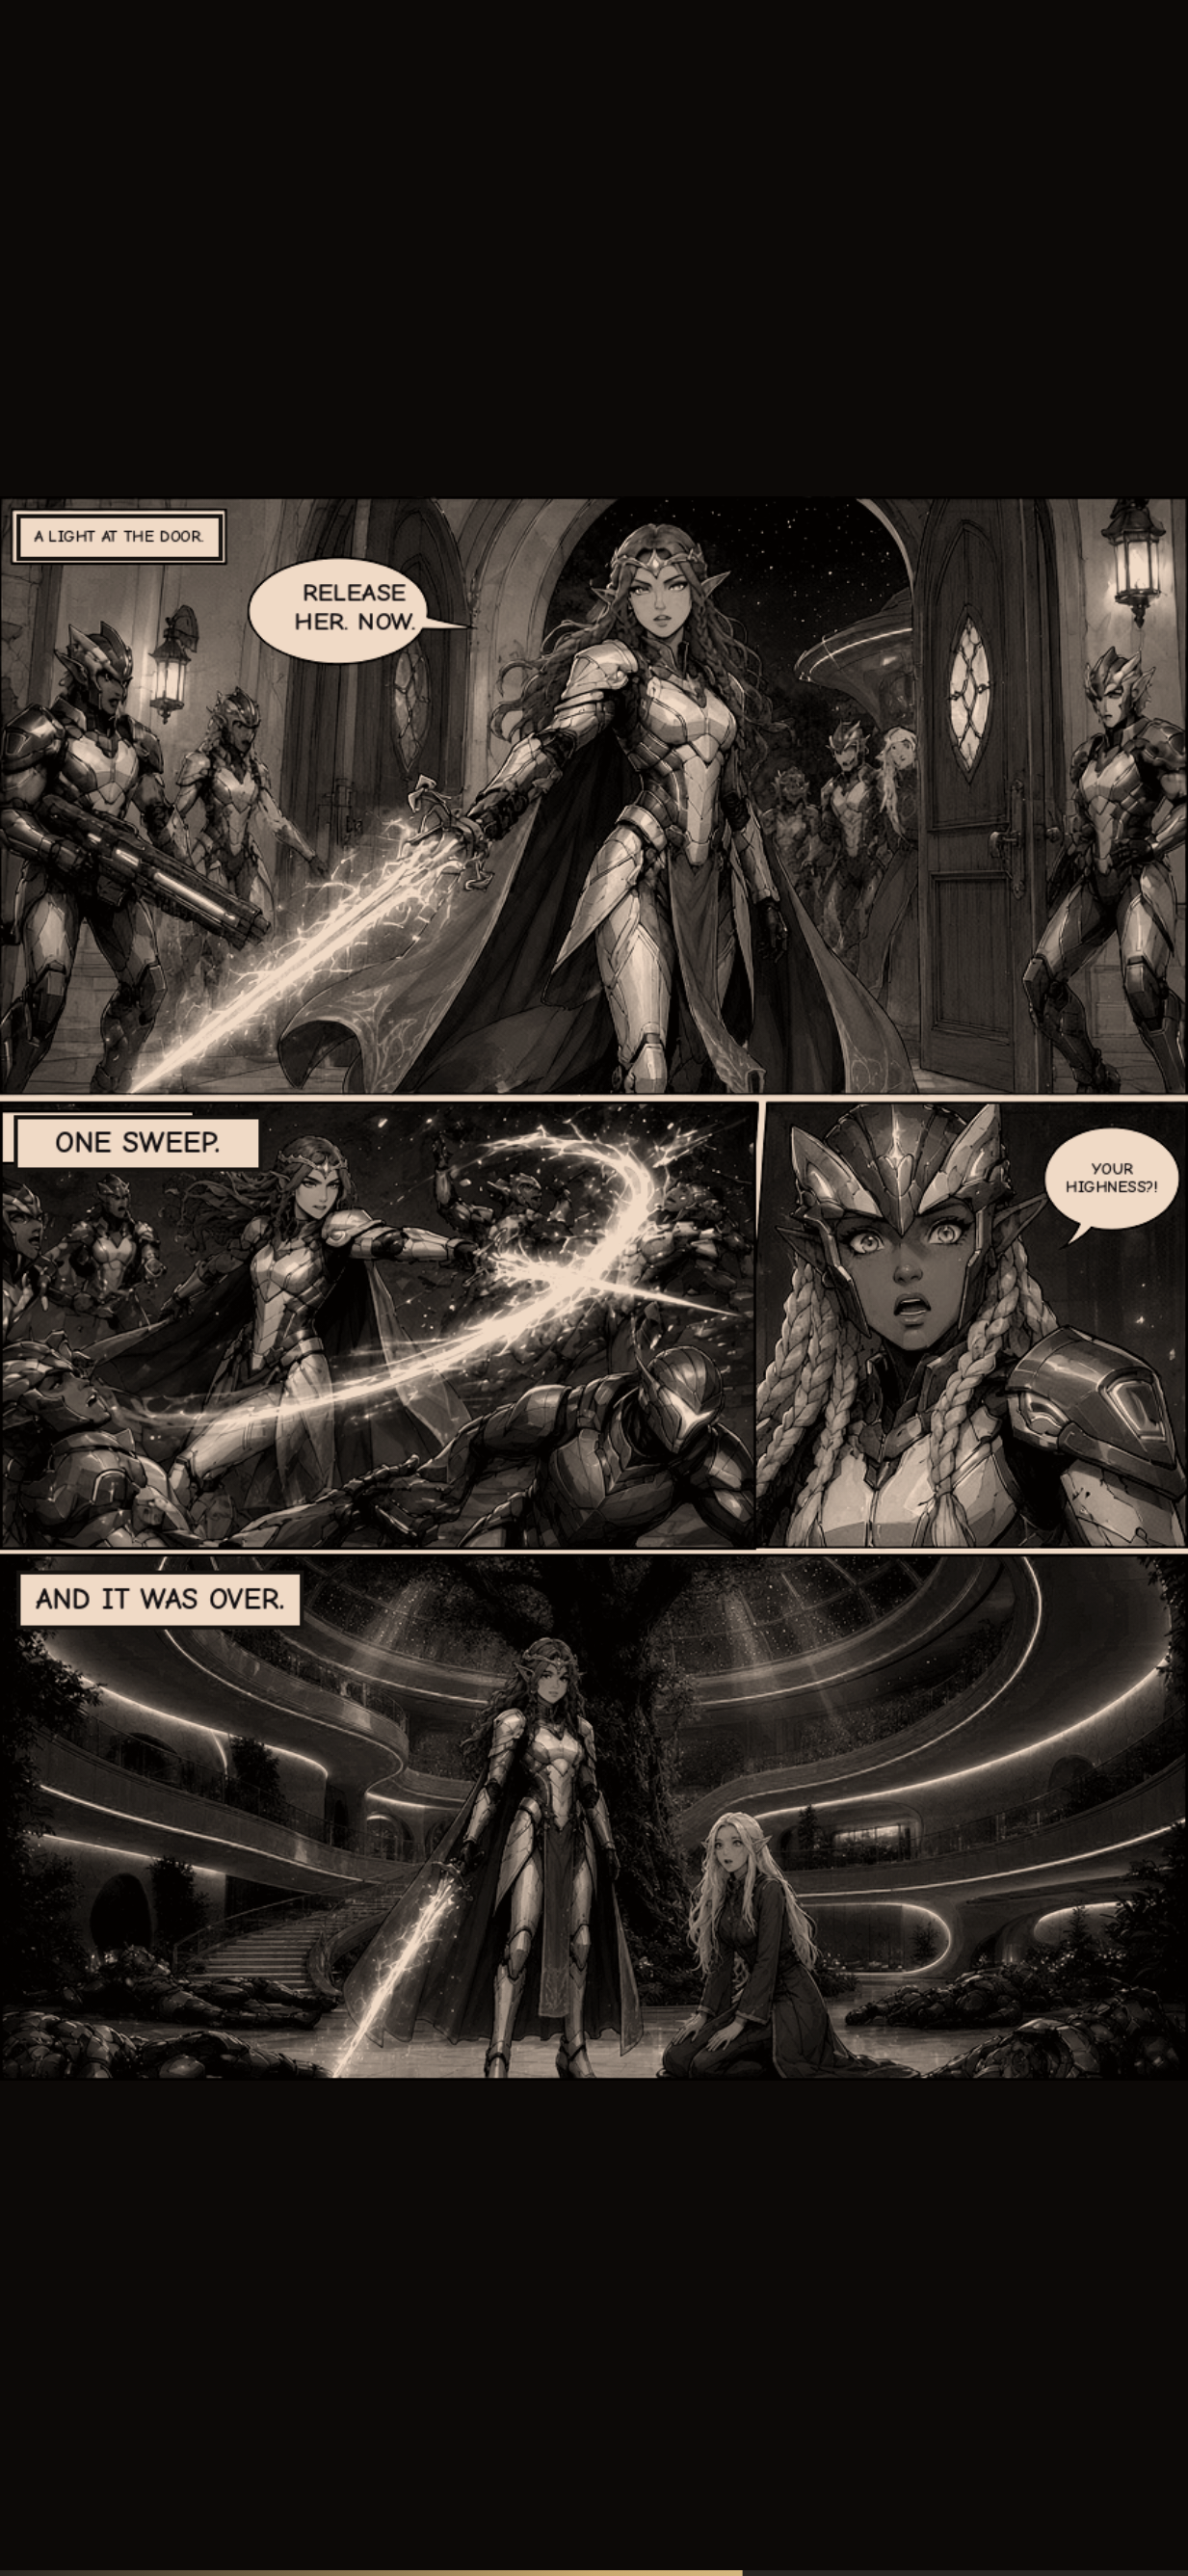 A LIGHT AT THE DOOR.
RELEASE
HER. NOW.
ONE SWEEP.
YOUR
HIGHNESS?!
AND IT WAS OVER.